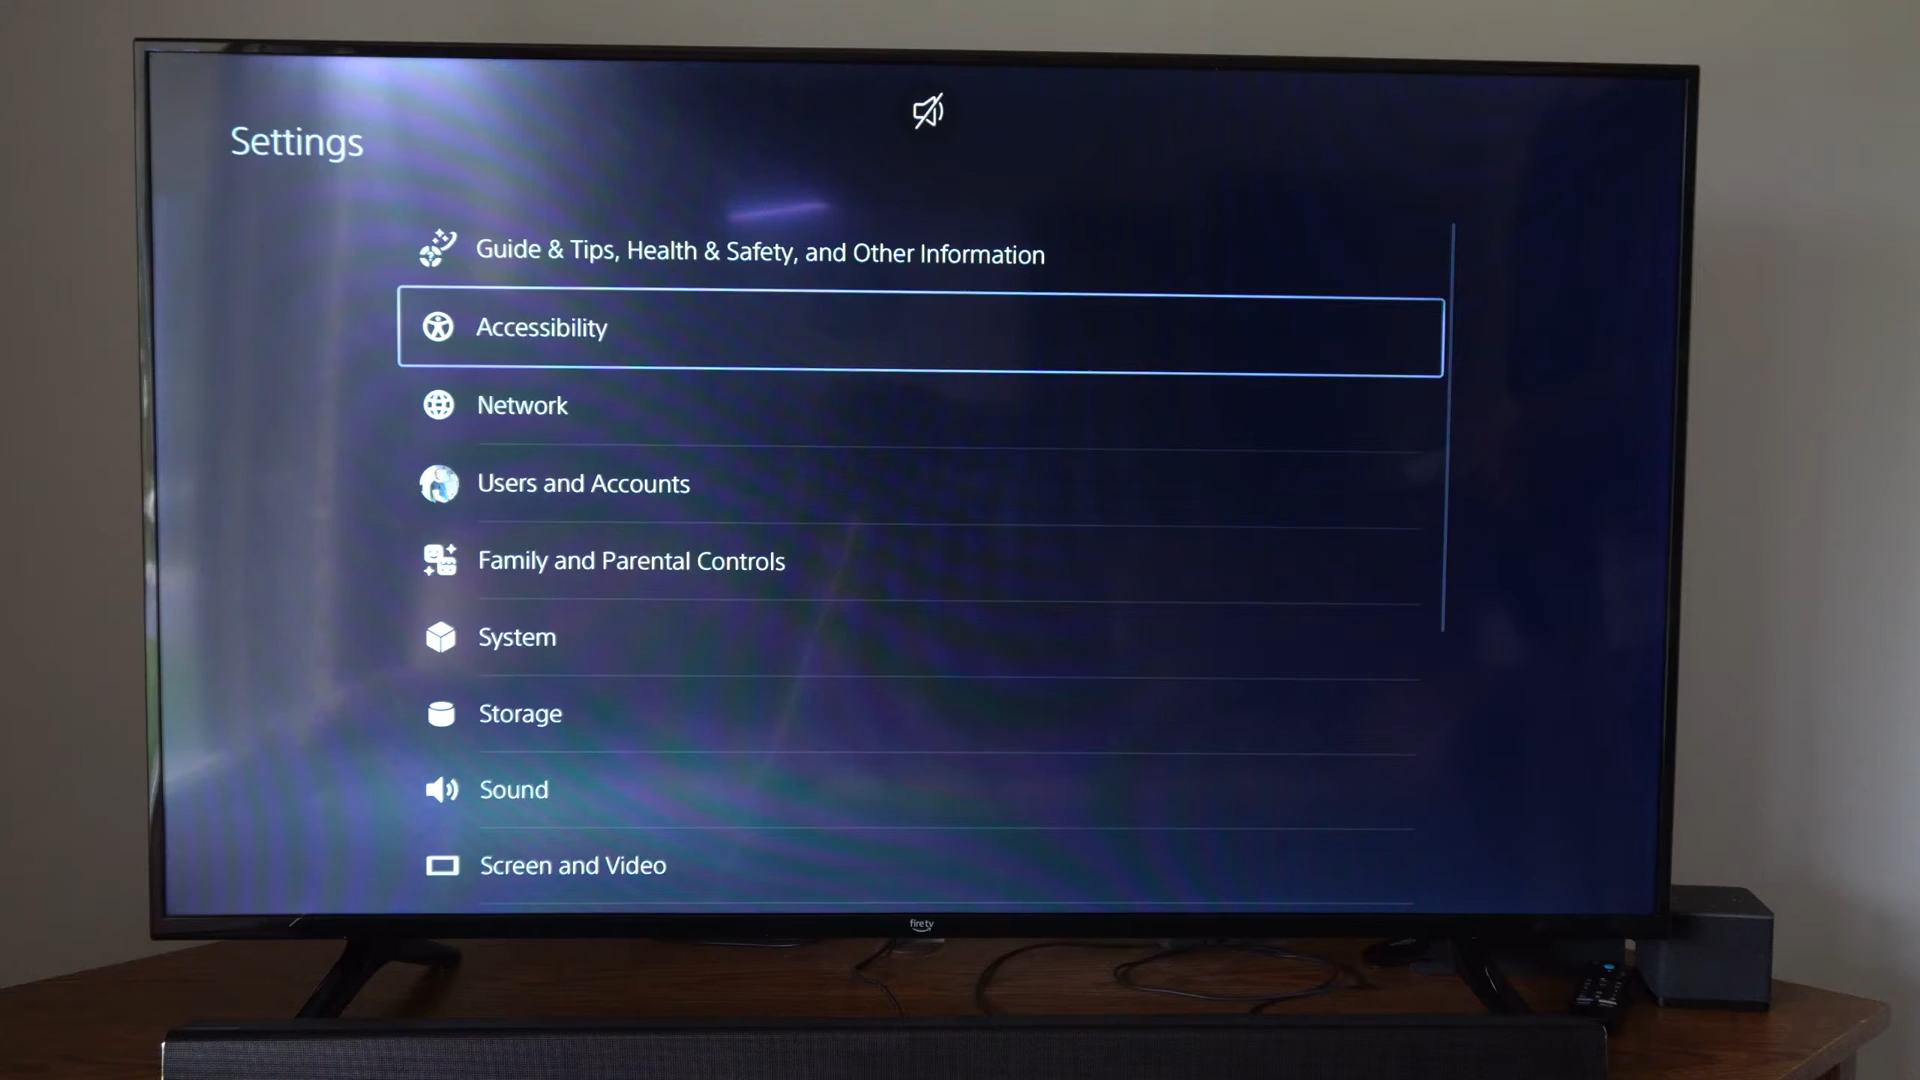 Settings
Guide & Tips, Health & Safety, and Other Information
Accessibility
Network
Users and Accounts
Family and Parental Controls
System
Storage
Sound
Screen and Video
firetv